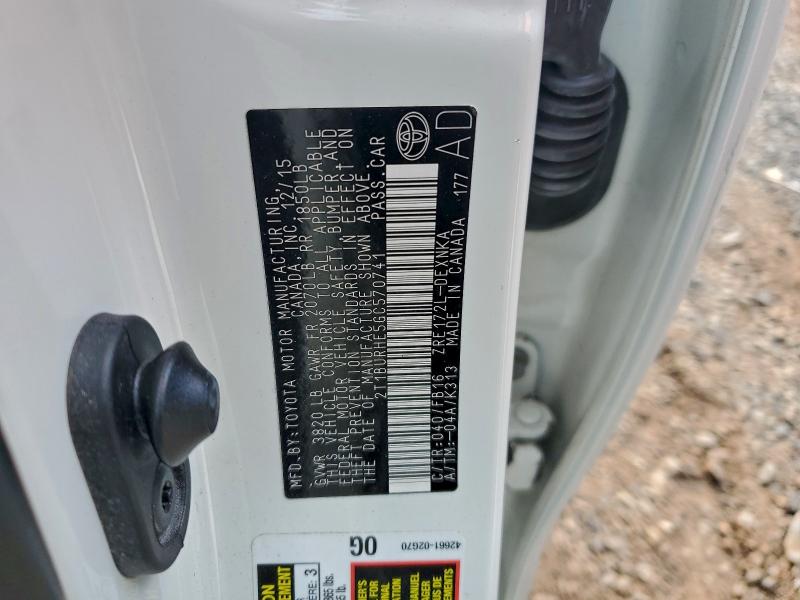 MFD.BY:TOYOTA MOTOR MANUFACTURING,
CANADA, INC. 12/15
GVWR 3820 LB GAWR FR 2070LB RR 1850LB
THIS VEHICLE CONFORMS TO ALL APPLICABLE
FEDERAL MOTOR VEHICLE SAFETY, BUMPER AND
THEFT PREVENTION STANDARDS IN EFFECT ON
THE DATE OF MANUFACTURE SHOWN ABOVE.
2T1BURHE5GC570741 PASS.CAR
C/TR:040/FB16 ZRE172L-DEXNKA
A/TM:-04A/K313 MADE IN CANADA 177
AD
OG
42661-02G70
3